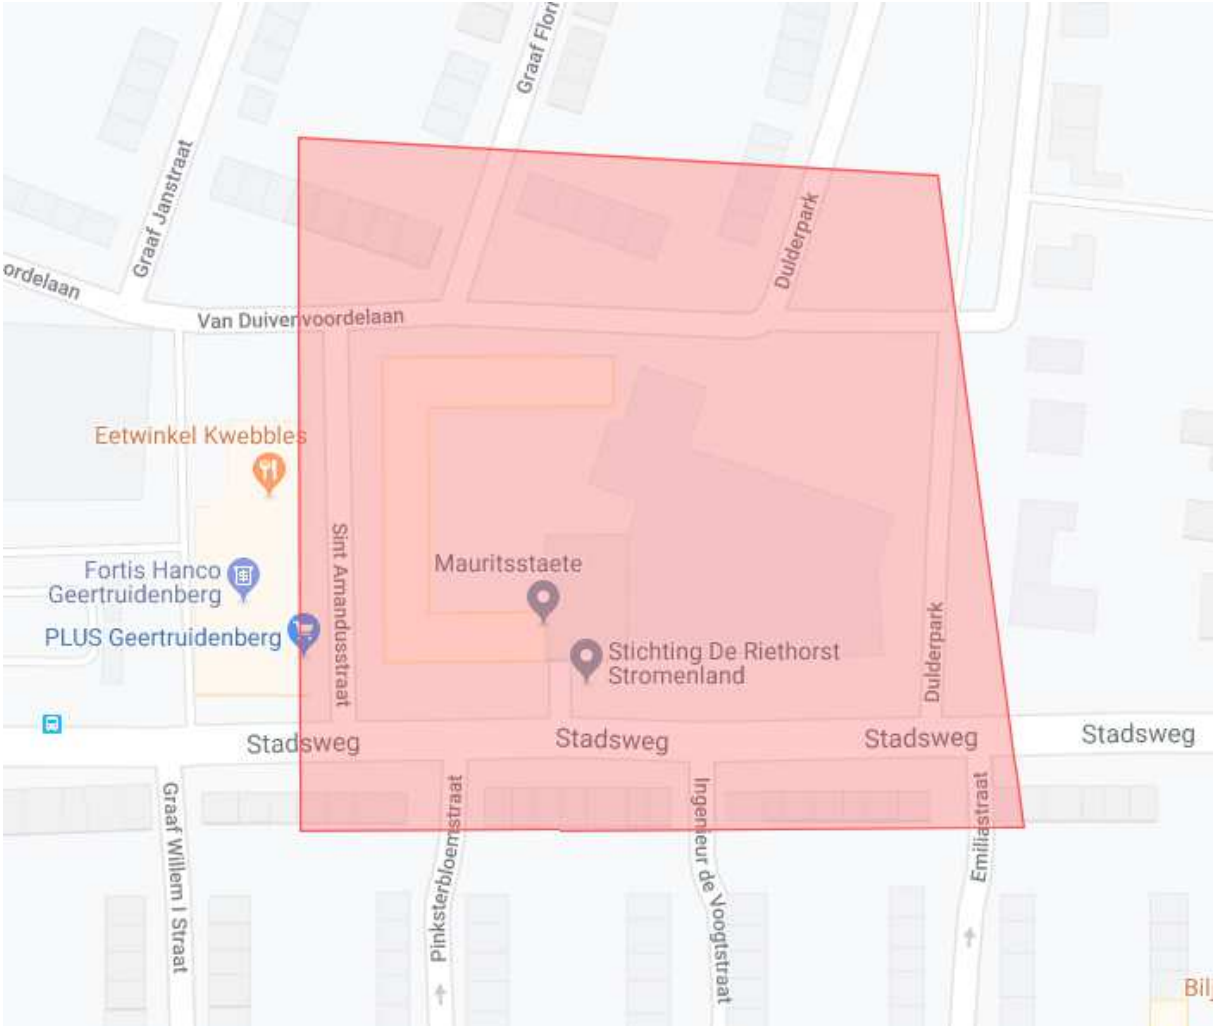 Graaf Flori
Graaf Janstraat
Dulderpark
ordelaan
Van Duivenvoordelaan
Eetwinkel Kwebbles
Sint Amandusstraat
Mauritsstaete
Fortis Hanco
Geertruidenberg
PLUS Geertruidenberg
Stichting De Riethorst
Stromenland
Dulderpark
Stadsweg
Stadsweg
Stadsweg
Stadsweg
Graaf Willem I Straat
Pinksterbloemstraat
Ingenieur de Voogtstraat
Emiliastraat
Bilj